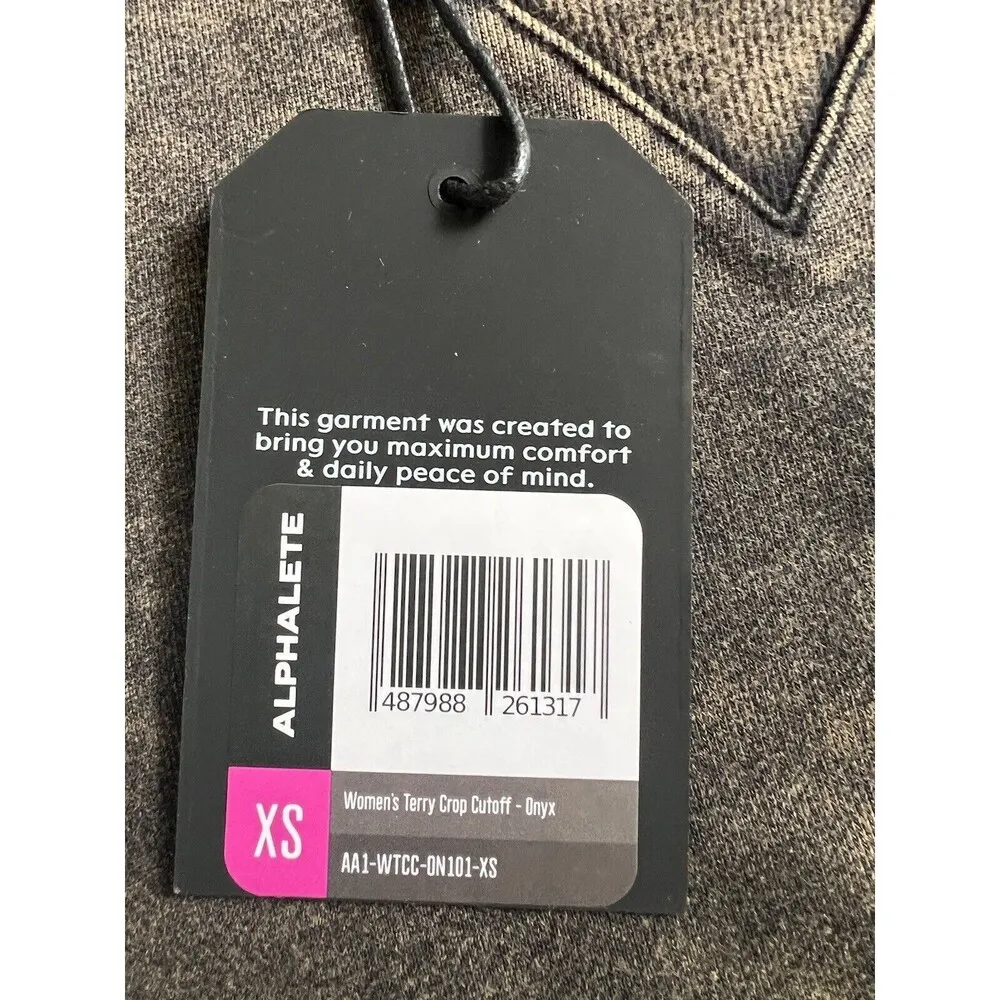 This garment was created to
bring you maximum comfort
& daily peace of mind.
ALPHALETE
487988 261317
XS
Women's Terry Crop Cutoff - Onyx
AA1-WTCC-ON101-XS